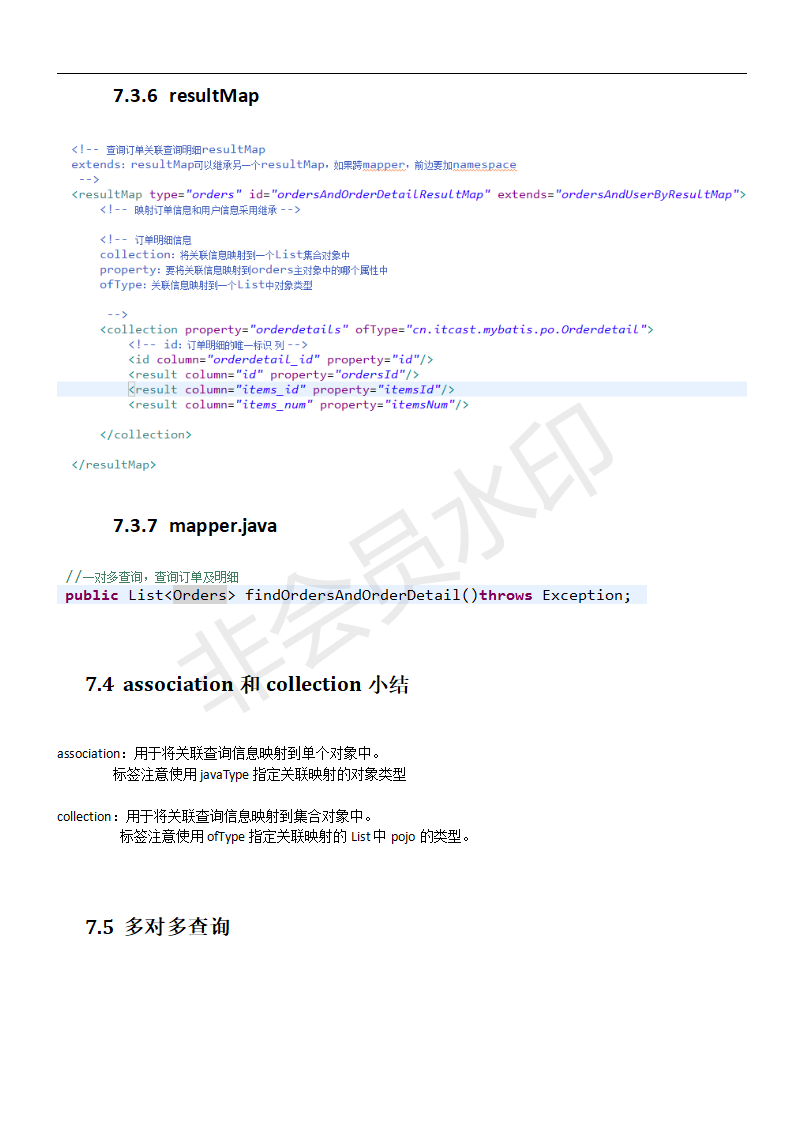 7.3.6 resultMap
<!-- 查询订单关联查询明细resultMap
extends：resultMap可以继承另一个resultMap，如果跨mapper，前边要加namespace
-->
<resultMap type="orders" id="ordersAndOrderDetailResultMap" extends="ordersAndUserByResultMap">
<!-- 映射订单信息和用户信息采用继承 -->
<!-- 订单明细信息
collection：将关联信息映射到一个List集合对象中
property：要将关联信息映射到orders主对象中的哪个属性中
ofType：关联信息映射到一个List中对象类型
-->
<collection property="orderdetails" ofType="cn.itcast.mybatis.po.Orderdetail">
<!-- id：订单明细的唯一标识 列 -->
<id column="orderdetail_id" property="id"/>
<result column="id" property="ordersId"/>
<result column="items_id" property="itemsId"/>
<result column="items_num" property="itemsNum"/>
</collection>
</resultMap>
7.3.7 mapper.java
//一对多查询，查询订单及明细
public List<Orders> findOrdersAndOrderDetail()throws Exception;
7.4 association 和 collection 小结
association：用于将关联查询信息映射到单个对象中。
标签注意使用 javaType 指定关联映射的对象类型
collection：用于将关联查询信息映射到集合对象中。
标签注意使用 ofType 指定关联映射的 List 中 pojo 的类型。
7.5 多对多查询
非会员水印